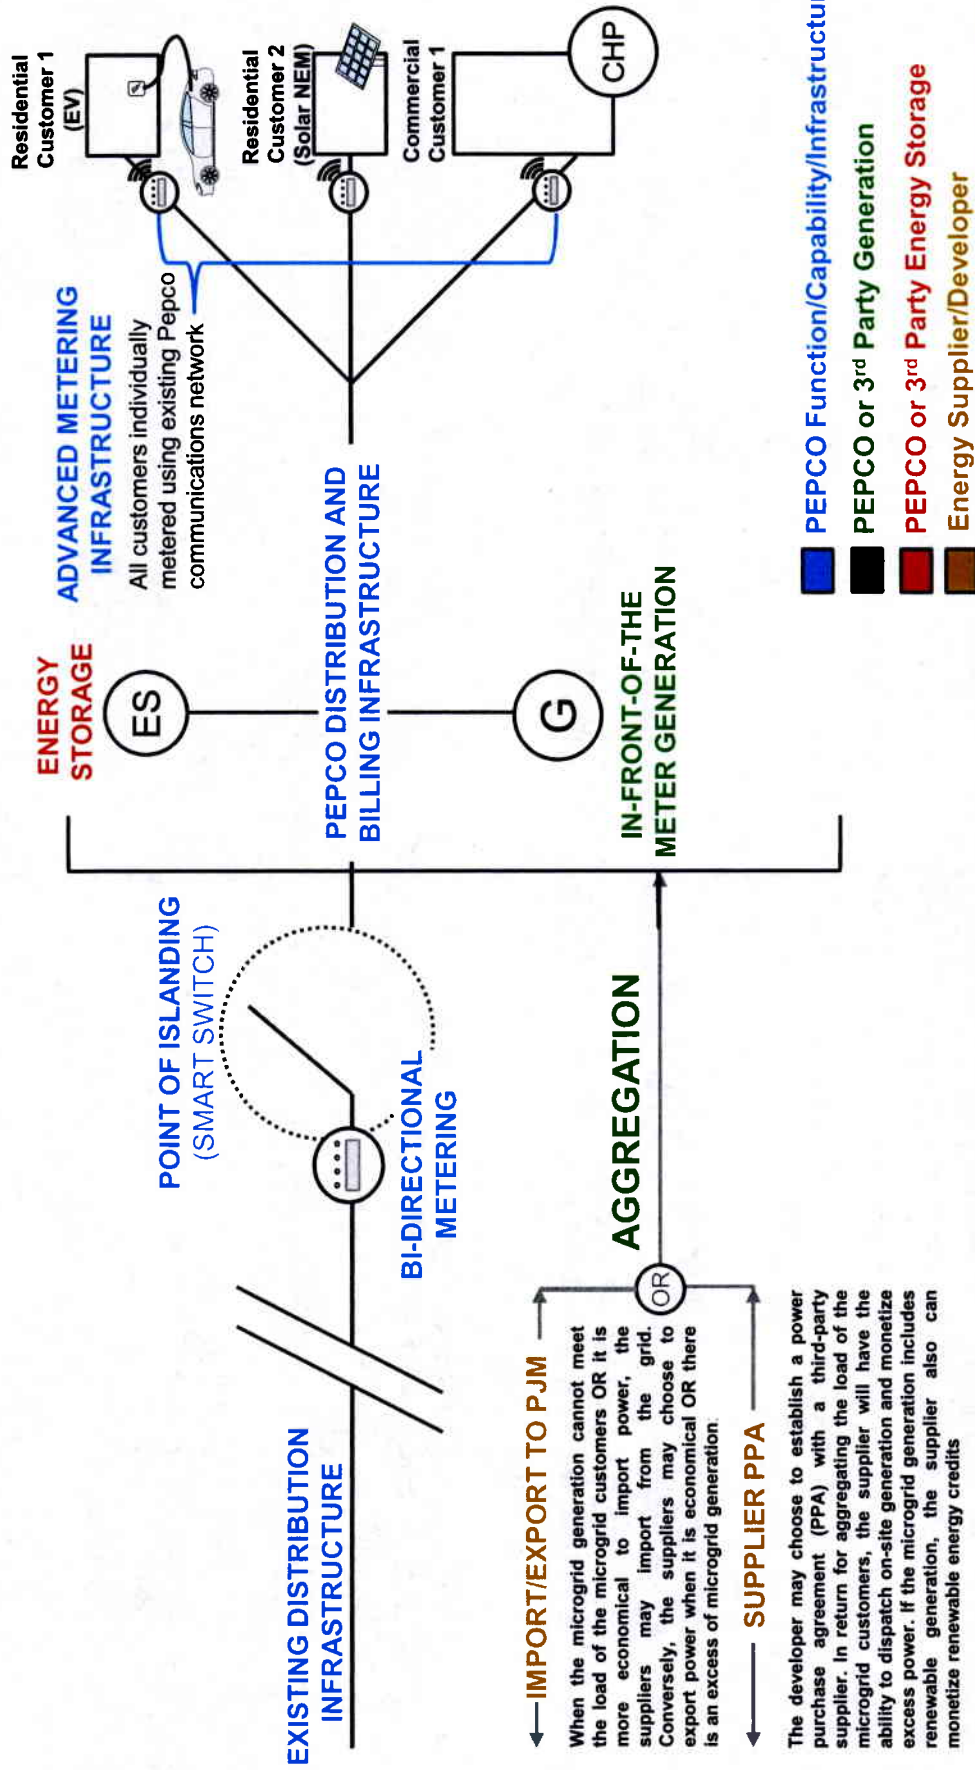 EXISTING DISTRIBUTION
INFRASTRUCTURE
POINT OF ISLANDING
(SMART SWITCH)
BI-DIRECTIONAL
METERING
ENERGY
STORAGE
ES
PEPCO DISTRIBUTION AND
BILLING INFRASTRUCTURE
G
IN-FRONT-OF-THE
METER GENERATION
ADVANCED METERING
INFRASTRUCTURE
All customers individually
metered using existing Pepco
communications network
Residential
Customer 1
(EV)
Residential
Customer 2
(Solar NEM)
Commercial
Customer 1
CHP
IMPORT/EXPORT TO PJM
When the microgrid generation cannot meet
the load of the microgrid customers OR it is
more economical to import power, the
suppliers may import from the grid.
Conversely, the suppliers may choose to
export power when it is economical OR there
is an excess of microgrid generation:
OR
AGGREGATION
SUPPLIER PPA
The developer may choose to establish a power
purchase agreement (PPA) with a third-party
supplier. In return for aggregating the load of the
microgrid customers, the supplier will have the
ability to dispatch on-site generation and monetize
excess power. If the microgrid generation includes
renewable generation, the supplier also can
monetize renewable energy credits
PEPCO Function/Capability/Infrastructur
PEPCO or 3rd Party Generation
PEPCO or 3rd Party Energy Storage
Energy Supplier/Developer